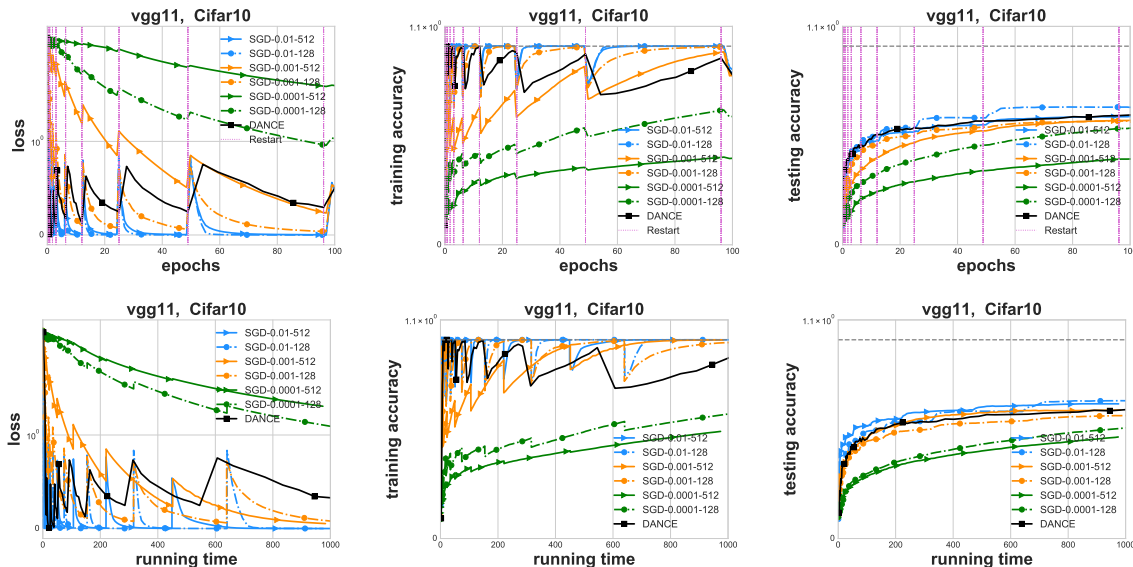 vgg11, Cifar10
loss
10⁰
0
0 20 40 60 80 100
epochs
SGD-0.01-512
SGD-0.01-128
SGD-0.001-512
SGD-0.001-128
SGD-0.0001-512
SGD-0.0001-128
DANCE
Restart
vgg11, Cifar10
training accuracy
1.1×10⁰
0
0 20 40 60 80 100
epochs
SGD-0.01-512
SGD-0.01-128
SGD-0.001-512
SGD-0.001-128
SGD-0.0001-512
SGD-0.0001-128
DANCE
Restart
vgg11, Cifar10
testing accuracy
1.1×10⁰
0
0 20 40 60 80 100
epochs
SGD-0.01-512
SGD-0.01-128
SGD-0.001-512
SGD-0.001-128
SGD-0.0001-512
SGD-0.0001-128
DANCE
Restart
vgg11, Cifar10
loss
10⁰
0
0 200 400 600 800 1000
running time
SGD-0.01-512
SGD-0.01-128
SGD-0.001-512
SGD-0.001-128
SGD-0.0001-512
SGD-0.0001-128
DANCE
vgg11, Cifar10
training accuracy
1.1×10⁰
0
0 200 400 600 800 1000
running time
SGD-0.01-512
SGD-0.01-128
SGD-0.001-512
SGD-0.001-128
SGD-0.0001-512
SGD-0.0001-128
DANCE
vgg11, Cifar10
testing accuracy
1.1×10⁰
0
0 200 400 600 800 1000
running time
SGD-0.01-512
SGD-0.01-128
SGD-0.001-512
SGD-0.001-128
SGD-0.0001-512
SGD-0.0001-128
DANCE